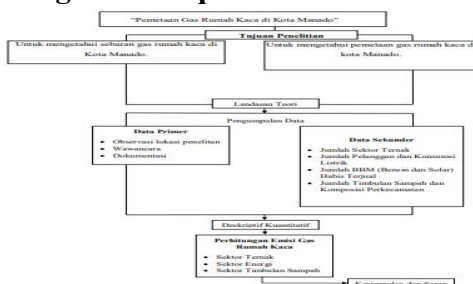 "Pemetaan Gas Rumah Kaca di Kota Manado"
Tujuan Penelitian
Untuk mengetahui sebaran gas rumah kaca di
Kota Manado.
Untuk mengetahui pemetaan gas rumah kaca di
kota Manado.
Landasan Teori
Pengumpulan Data
Data Primer
• Observasi lokasi penelitan
• Wawancara
• Dokumentasi
Data Sekunder
• Jumlah Sektor Ternak
• Jumlah Pelanggan dan Konsumsi
Listrik
• Jumlah BBM (Bensin dan Solar)
Habis Terjual
• Jumlah Timbulan Sampah dan
Komposisi Perkecamatan
Deskriptif Kuantitatif
Perhitungan Emisi Gas
Rumah Kaca
• Sektor Ternak
• Sektor Energi
• Sektor Timbulan Sampah